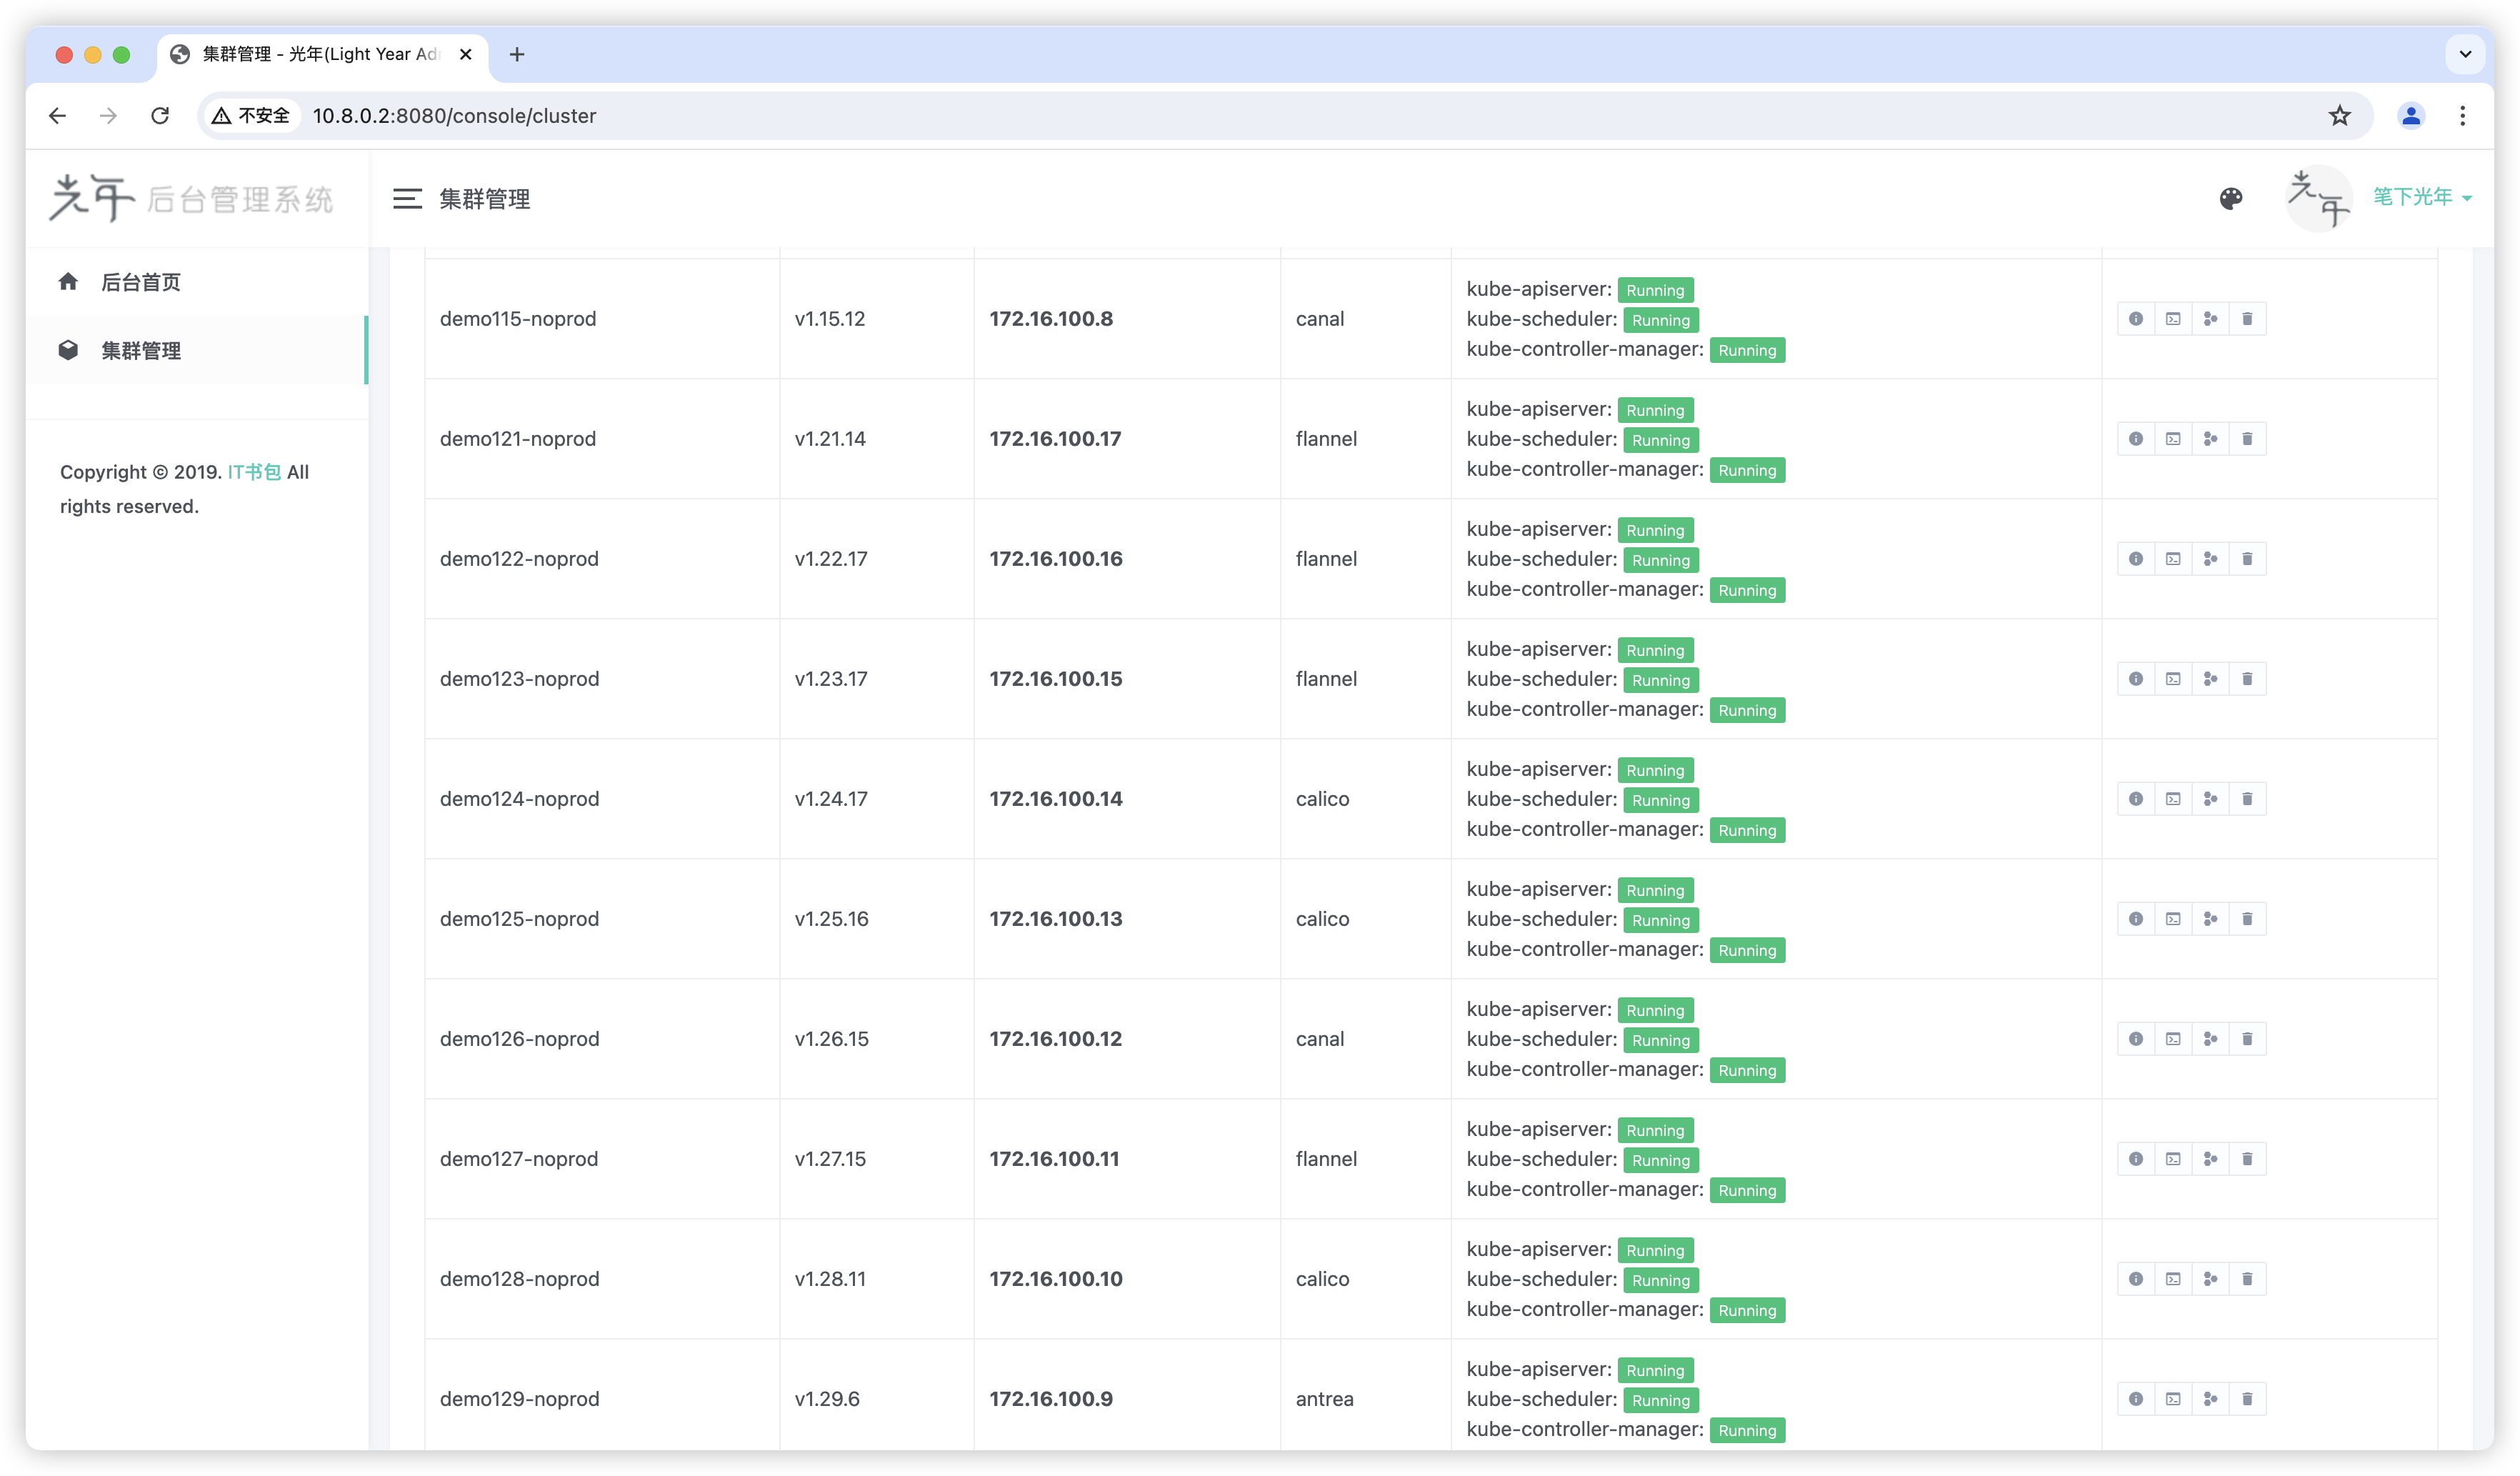 集群管理 - 光年(Light Year Ad
不安全 10.8.0.2:8080/console/cluster
光年 后台管理系统
集群管理
光年
笔下光年
后台首页
集群管理
Copyright © 2019. IT书包 All
rights reserved.
demo115-noprod v1.15.12 172.16.100.8 canal
kube-apiserver: Running
kube-scheduler: Running
kube-controller-manager: Running
demo121-noprod v1.21.14 172.16.100.17 flannel
kube-apiserver: Running
kube-scheduler: Running
kube-controller-manager: Running
demo122-noprod v1.22.17 172.16.100.16 flannel
kube-apiserver: Running
kube-scheduler: Running
kube-controller-manager: Running
demo123-noprod v1.23.17 172.16.100.15 flannel
kube-apiserver: Running
kube-scheduler: Running
kube-controller-manager: Running
demo124-noprod v1.24.17 172.16.100.14 calico
kube-apiserver: Running
kube-scheduler: Running
kube-controller-manager: Running
demo125-noprod v1.25.16 172.16.100.13 calico
kube-apiserver: Running
kube-scheduler: Running
kube-controller-manager: Running
demo126-noprod v1.26.15 172.16.100.12 canal
kube-apiserver: Running
kube-scheduler: Running
kube-controller-manager: Running
demo127-noprod v1.27.15 172.16.100.11 flannel
kube-apiserver: Running
kube-scheduler: Running
kube-controller-manager: Running
demo128-noprod v1.28.11 172.16.100.10 calico
kube-apiserver: Running
kube-scheduler: Running
kube-controller-manager: Running
demo129-noprod v1.29.6 172.16.100.9 antrea
kube-apiserver: Running
kube-scheduler: Running
kube-controller-manager: Running